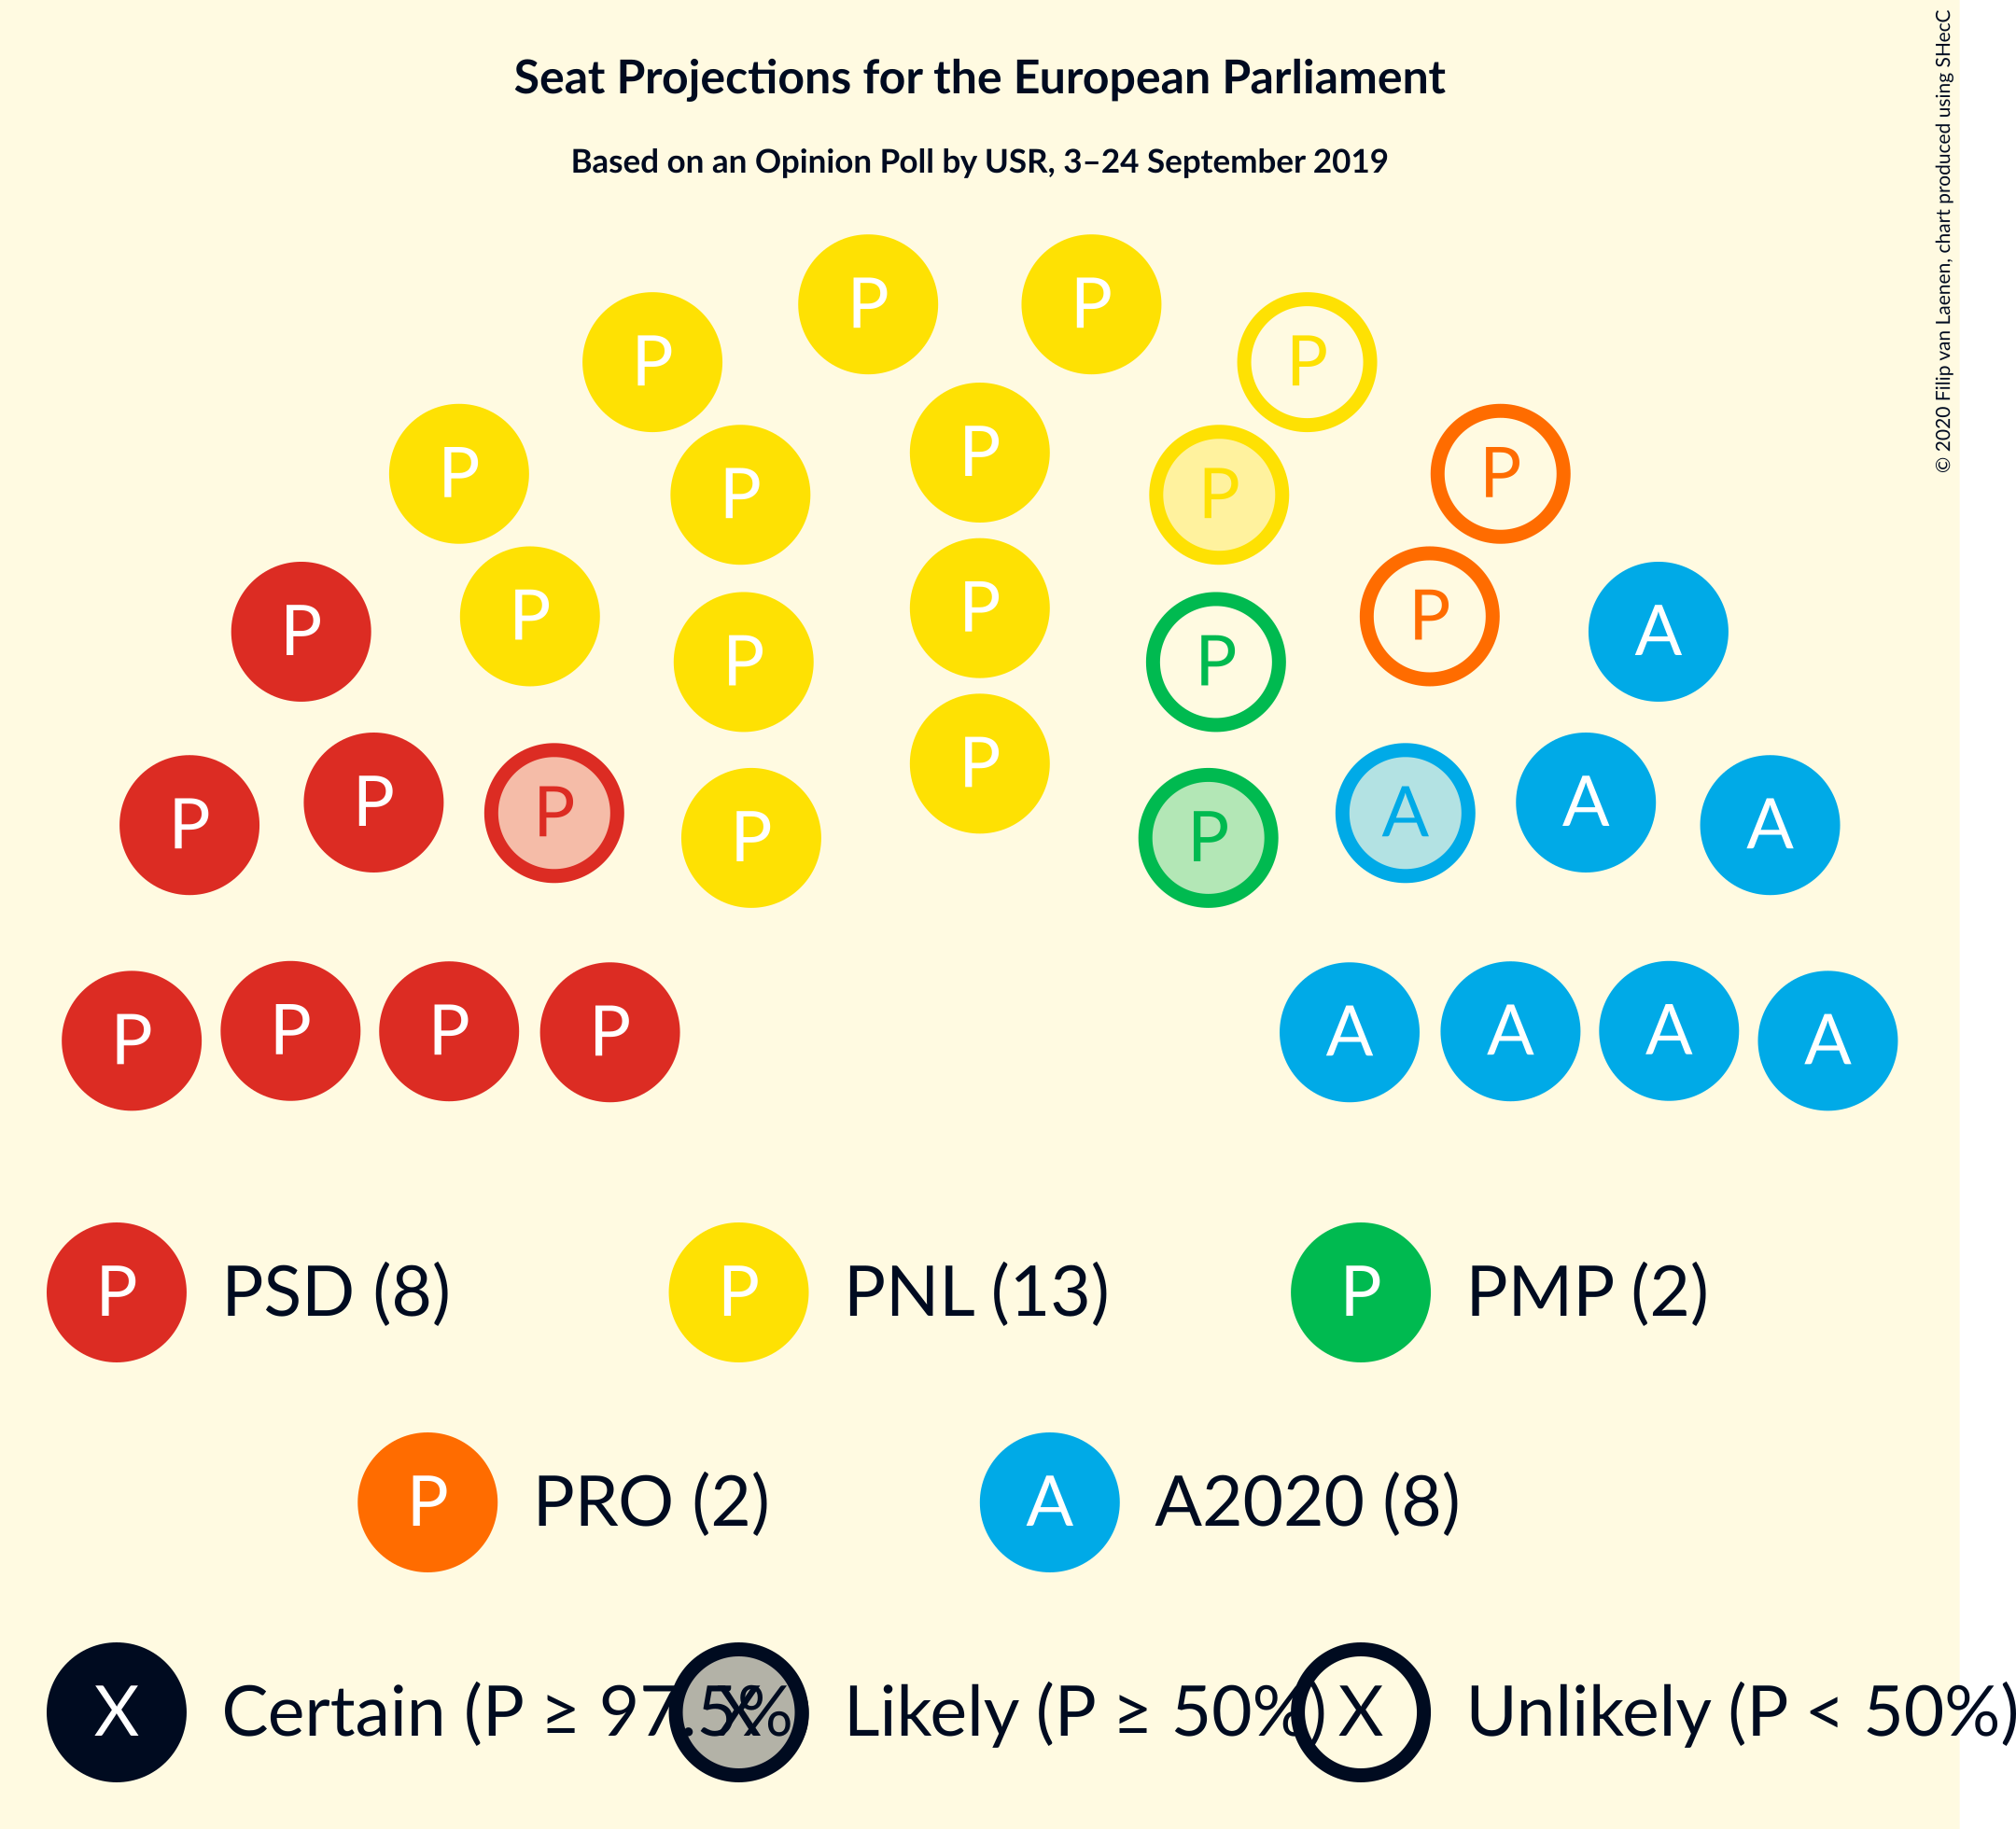 Seat Projections for the European Parliament
Based on an Opinion Poll by USR, 3–24 September 2019
© 2020 Filip van Laenen, chart produced using SHecC
P P
P P
P
P P
P P
P P
P
P P A
P P P
P A
P P A A
P P P A
P P P P A A A A
P PSD (8) P PNL (13) P PMP (2)
P PRO (2) A A2020 (8)
X Certain (P ≥ 97.5% X Likely (P ≥ 50%) X Unlikely (P < 50%)